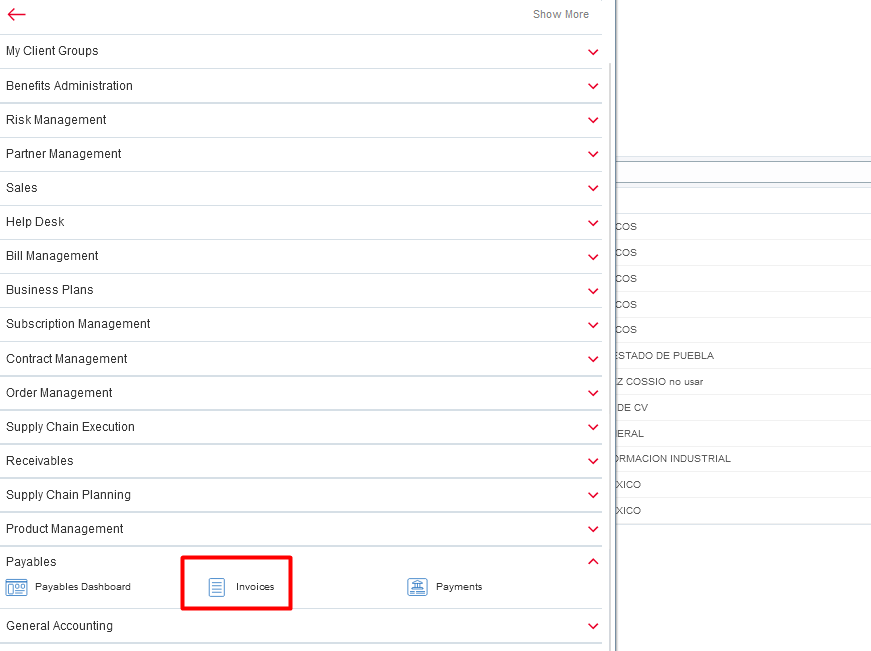 Show More
My Client Groups
Benefits Administration
Risk Management
Partner Management
Sales
Help Desk
Bill Management
Business Plans
Subscription Management
Contract Management
Order Management
Supply Chain Execution
Receivables
Supply Chain Planning
Product Management
Payables
Payables Dashboard
Invoices
Payments
General Accounting
COS
COS
COS
COS
COS
ESTADO DE PUEBLA
Z COSSIO no usar
DE CV
ERAL
ORMACION INDUSTRIAL
XICO
XICO